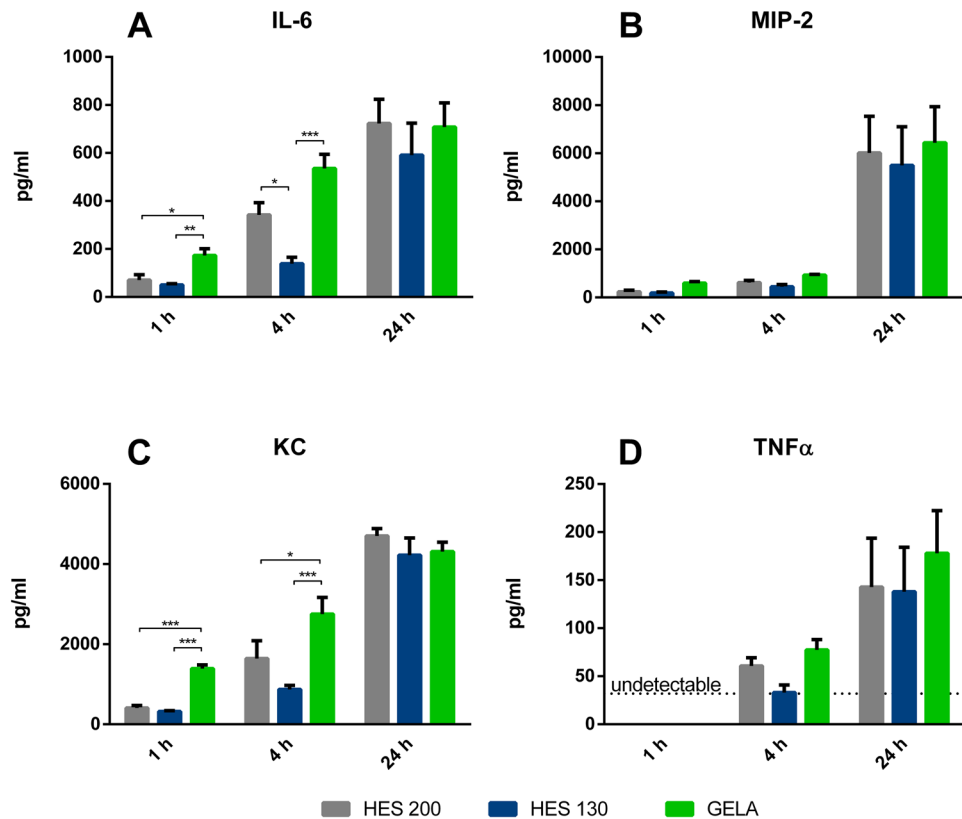 A IL-6
1000
800
600
400
200
0
pg/ml
* ** * ***
1 h 4 h 24 h
B MIP-2
10000
8000
6000
4000
2000
0
pg/ml
1 h 4 h 24 h
C KC
6000
4000
2000
0
pg/ml
*** *** * ***
1 h 4 h 24 h
D TNFα
250
200
150
100
50
0
pg/ml
undetectable
1 h 4 h 24 h
HES 200 HES 130 GELA